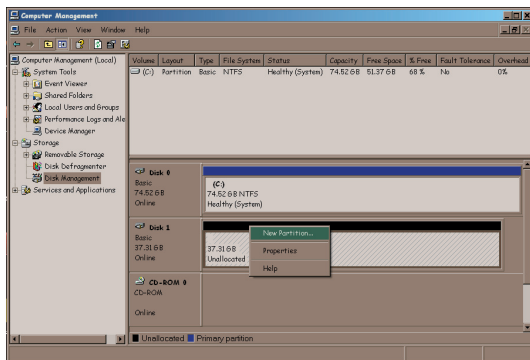 Computer Management
File Action View Window Help
Computer Management (Local)
System Tools
Event Viewer
Shared Folders
Local Users and Groups
Performance Logs and Ale
Device Manager
Storage
Removable Storage
Disk Defragmenter
Disk Management
Services and Applications
Volume Layout Type File System Status Capacity Free Space % Free Fault Tolerance Overhead
(C:) Partition Basic NTFS Healthy (System) 74.52 GB 51.37 GB 68 % No 0%
Disk 0
Basic
74.52 GB
Online
(C:)
74.52 GB NTFS
Healthy (System)
Disk 1
Basic
37.31 GB
Online
37.31 GB
Unallocated
New Partition...
Properties
Help
CD-ROM 0
CD-ROM
Online
Unallocated Primary partition